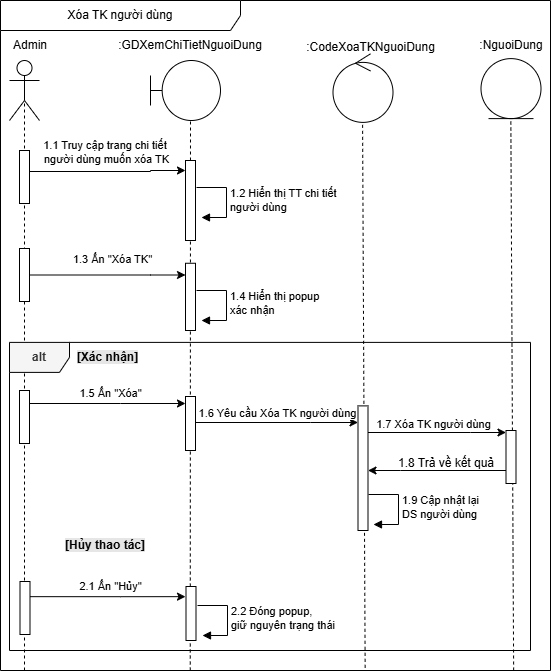 Xóa TK người dùng
Admin
:GDXemChiTietNguoiDung
:CodeXoaTKNguoiDung
:NguoiDung
1.1 Truy cập trang chi tiết
người dùng muốn xóa TK
1.2 Hiển thị TT chi tiết
người dùng
1.3 Ấn "Xóa TK"
1.4 Hiển thị popup
xác nhận
alt
[Xác nhận]
1.5 Ấn "Xóa"
1.6 Yêu cầu Xóa TK người dùng
1.7 Xóa TK người dùng
1.8 Trả về kết quả
1.9 Cập nhật lại
DS người dùng
[Hủy thao tác]
2.1 Ấn "Hủy"
2.2 Đóng popup,
giữ nguyên trạng thái